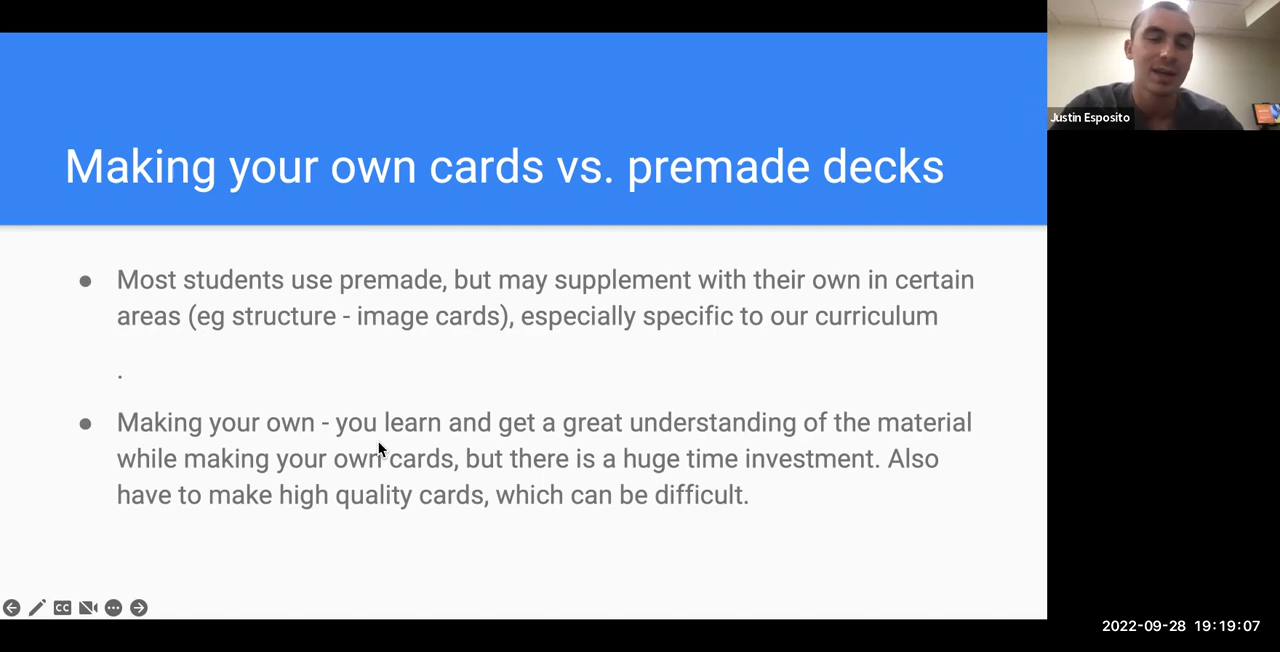 Making your own cards vs. premade decks
Justin Esposito
● Most students use premade, but may supplement with their own in certain
areas (eg structure - image cards), especially specific to our curriculum
.
● Making your own - you learn and get a great understanding of the material
while making your own cards, but there is a huge time investment. Also
have to make high quality cards, which can be difficult.
CC
2022-09-28 19:19:07